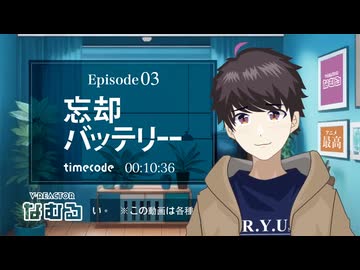 Episode 03
忘却
バッテリー
timecode 00:10:36
アニメ
最高
R.Y.U
V-REACTOR
なむる
い。 ※この動画は各種